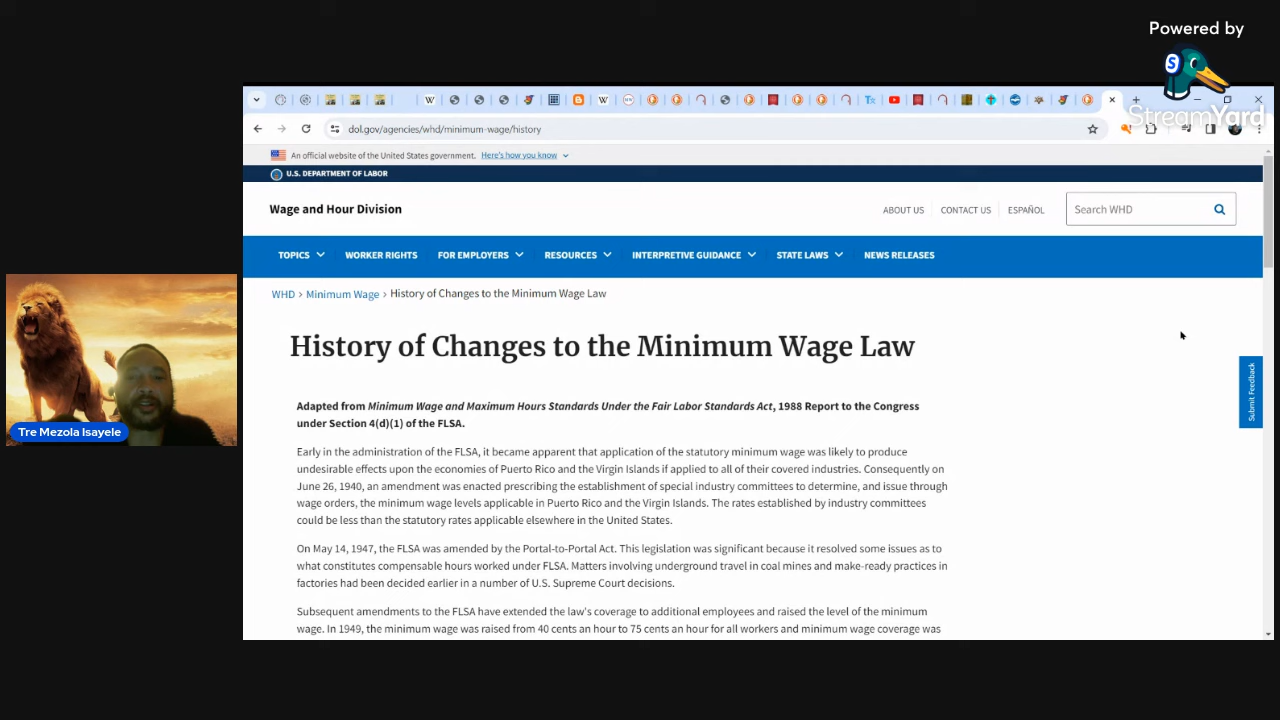 Powered by
StreamYard
dol.gov/agencies/whd/minimum-wage/history
An official website of the United States government. Here's how you know
U.S. DEPARTMENT OF LABOR
Wage and Hour Division
ABOUT US
CONTACT US
ESPAÑOL
Search WHD
TOPICS
WORKER RIGHTS
FOR EMPLOYERS
RESOURCES
INTERPRETIVE GUIDANCE
STATE LAWS
NEWS RELEASES
WHD > Minimum Wage > History of Changes to the Minimum Wage Law
History of Changes to the Minimum Wage Law
Adapted from Minimum Wage and Maximum Hours Standards Under the Fair Labor Standards Act, 1988 Report to the Congress
under Section 4(d)(1) of the FLSA.
Early in the administration of the FLSA, it became apparent that application of the statutory minimum wage was likely to produce
undesirable effects upon the economies of Puerto Rico and the Virgin Islands if applied to all of their covered industries. Consequently on
June 26, 1940, an amendment was enacted prescribing the establishment of special industry committees to determine, and issue through
wage orders, the minimum wage levels applicable in Puerto Rico and the Virgin Islands. The rates established by industry committees
could be less than the statutory rates applicable elsewhere in the United States.
On May 14, 1947, the FLSA was amended by the Portal-to-Portal Act. This legislation was significant because it resolved some issues as to
what constitutes compensable hours worked under FLSA. Matters involving underground travel in coal mines and make-ready practices in
factories had been decided earlier in a number of U.S. Supreme Court decisions.
Subsequent amendments to the FLSA have extended the law's coverage to additional employees and raised the level of the minimum
wage. In 1949, the minimum wage was raised from 40 cents an hour to 75 cents an hour for all workers and minimum wage coverage was
Submit Feedback
Tre Mezola Isayele